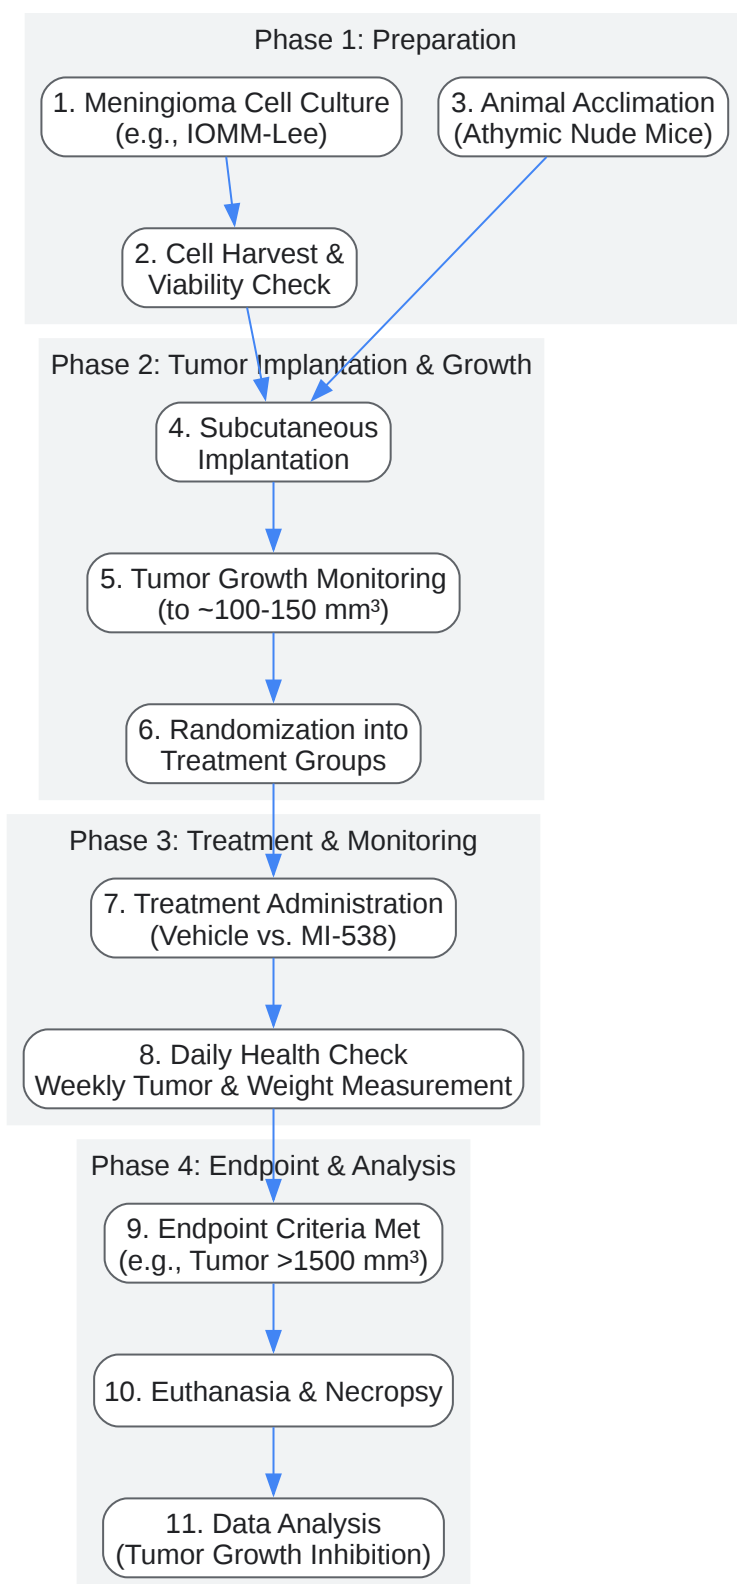 Phase 1: Preparation
1. Meningioma Cell Culture
(e.g., IOMM-Lee)
3. Animal Acclimation
(Athymic Nude Mice)
2. Cell Harvest &
Viability Check
Phase 2: Tumor Implantation & Growth
4. Subcutaneous
Implantation
5. Tumor Growth Monitoring
(to ~100-150 mm³)
6. Randomization into
Treatment Groups
Phase 3: Treatment & Monitoring
7. Treatment Administration
(Vehicle vs. MI-538)
8. Daily Health Check
Weekly Tumor & Weight Measurement
Phase 4: Endpoint & Analysis
9. Endpoint Criteria Met
(e.g., Tumor >1500 mm³)
10. Euthanasia & Necropsy
11. Data Analysis
(Tumor Growth Inhibition)